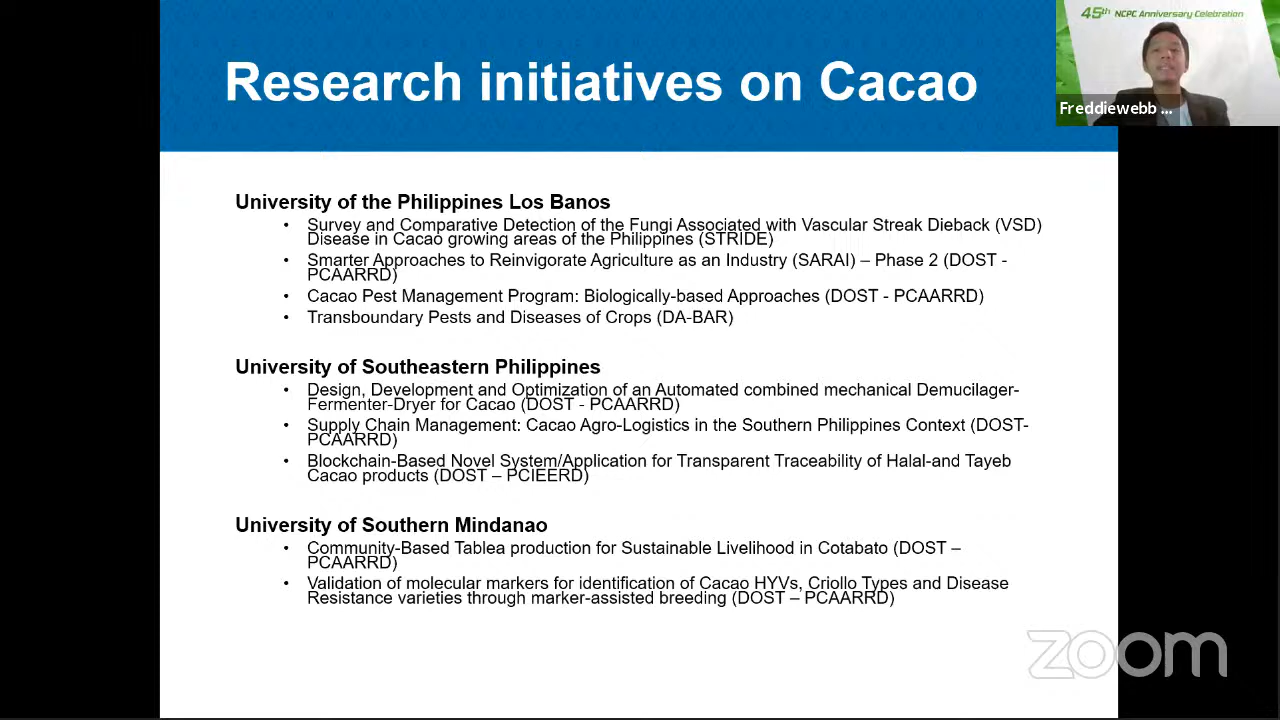 45th NCPC Anniversary Celebration
Freddiewebb ...
Research initiatives on Cacao
University of the Philippines Los Banos
• Survey and Comparative Detection of the Fungi Associated with Vascular Streak Dieback (VSD)
Disease in Cacao growing areas of the Philippines (STRIDE)
• Smarter Approaches to Reinvigorate Agriculture as an Industry (SARAI) – Phase 2 (DOST -
PCAARRD)
• Cacao Pest Management Program: Biologically-based Approaches (DOST - PCAARRD)
• Transboundary Pests and Diseases of Crops (DA-BAR)
University of Southeastern Philippines
• Design, Development and Optimization of an Automated combined mechanical Demucilager-
Fermenter-Dryer for Cacao (DOST - PCAARRD)
• Supply Chain Management: Cacao Agro-Logistics in the Southern Philippines Context (DOST-
PCAARRD)
• Blockchain-Based Novel System/Application for Transparent Traceability of Halal-and Tayeb
Cacao products (DOST – PCIEERD)
University of Southern Mindanao
• Community-Based Tablea production for Sustainable Livelihood in Cotabato (DOST –
PCAARRD)
• Validation of molecular markers for identification of Cacao HYVs, Criollo Types and Disease
Resistance varieties through marker-assisted breeding (DOST – PCAARRD)
zoom